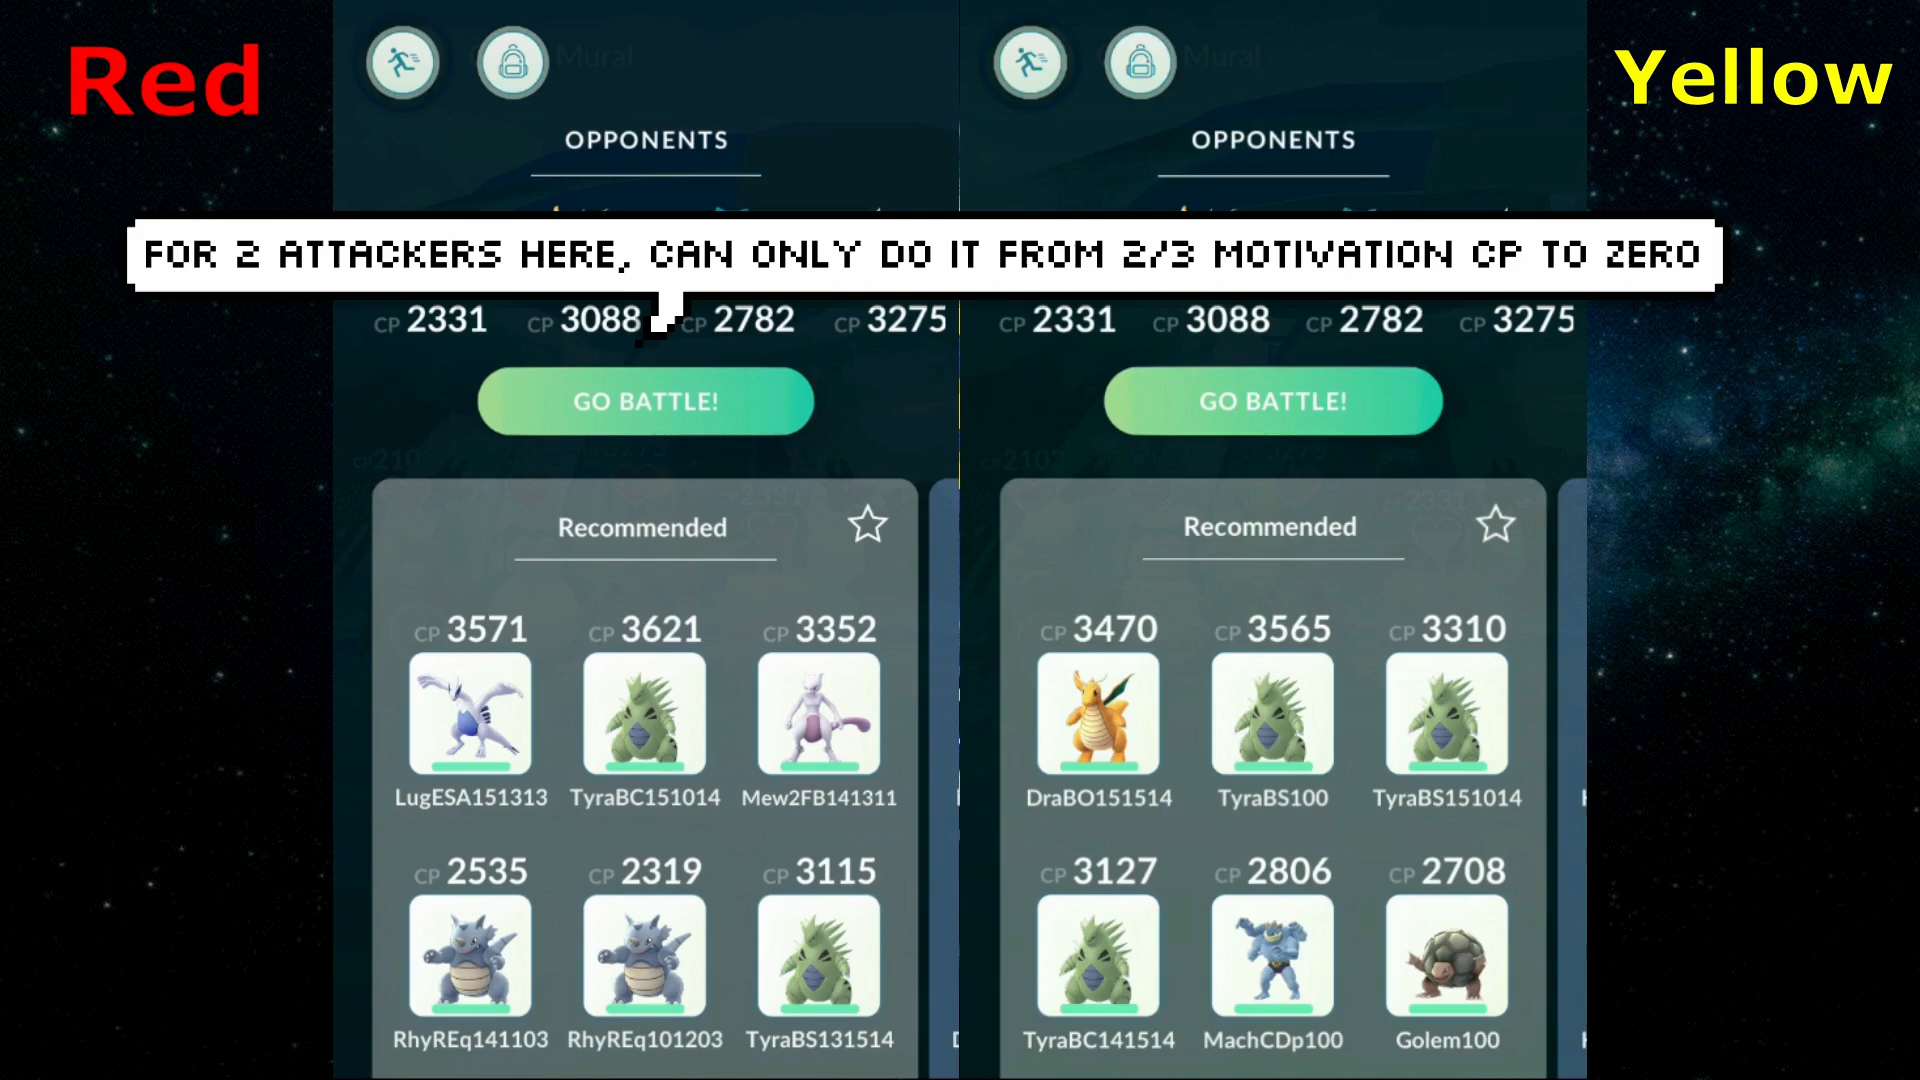 Red
Yellow
Mural
Mural
OPPONENTS
OPPONENTS
FOR 2 ATTACKERS HERE, CAN ONLY DO IT FROM 2/3 MOTIVATION CP TO ZERO
CP 2331 CP 3088 CP 2782 CP 3275
CP 2331 CP 3088 CP 2782 CP 3275
GO BATTLE!
GO BATTLE!
Recommended
CP 3571 CP 3621 CP 3352
LugESA151313 TyraBC151014 Mew2FB141311
CP 2535 CP 2319 CP 3115
RhyREq141103 RhyREq101203 TyraBS131514
Recommended
CP 3470 CP 3565 CP 3310
DraBO151514 TyraBS100 TyraBS151014
CP 3127 CP 2806 CP 2708
TyraBC141514 MachCDp100 Golem100